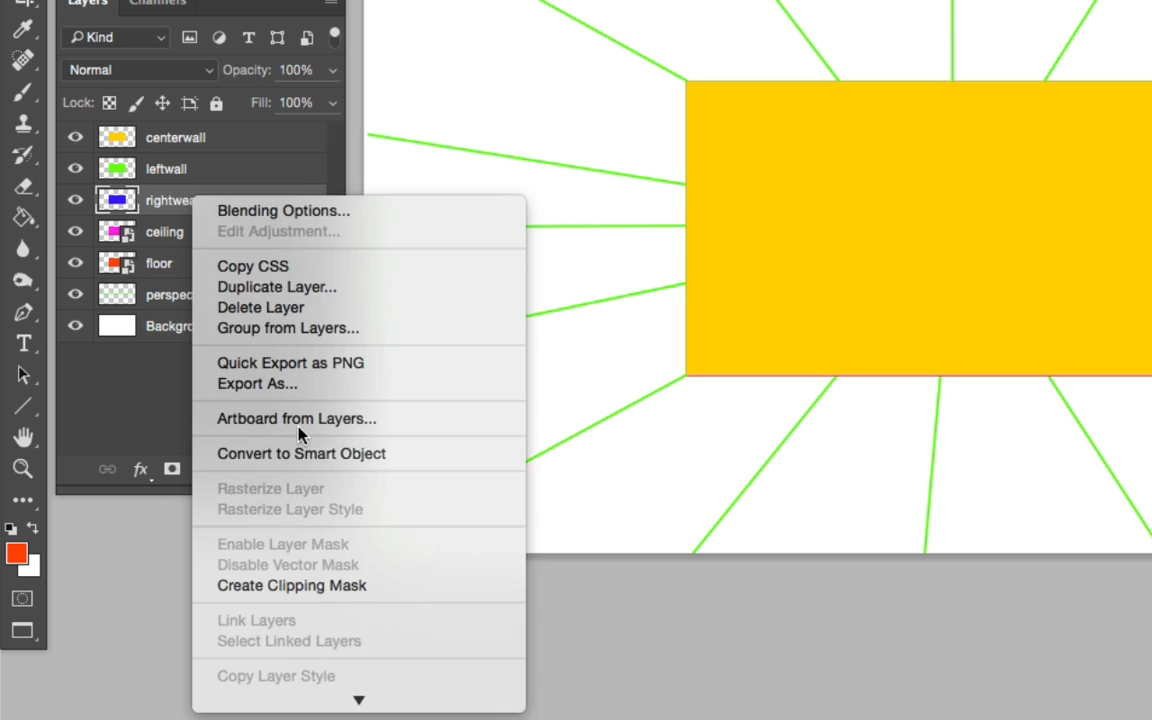 Layers Channels
Kind
Normal Opacity: 100%
Lock: Fill: 100%
centerwall
leftwall
ceiling
floor
Blending Options...
Edit Adjustment...
Copy CSS
Duplicate Layer...
Delete Layer
Group from Layers...
Quick Export as PNG
Export As...
Artboard from Layers...
Convert to Smart Object
Rasterize Layer
Rasterize Layer Style
Enable Layer Mask
Disable Vector Mask
Create Clipping Mask
Link Layers
Select Linked Layers
Copy Layer Style
fx